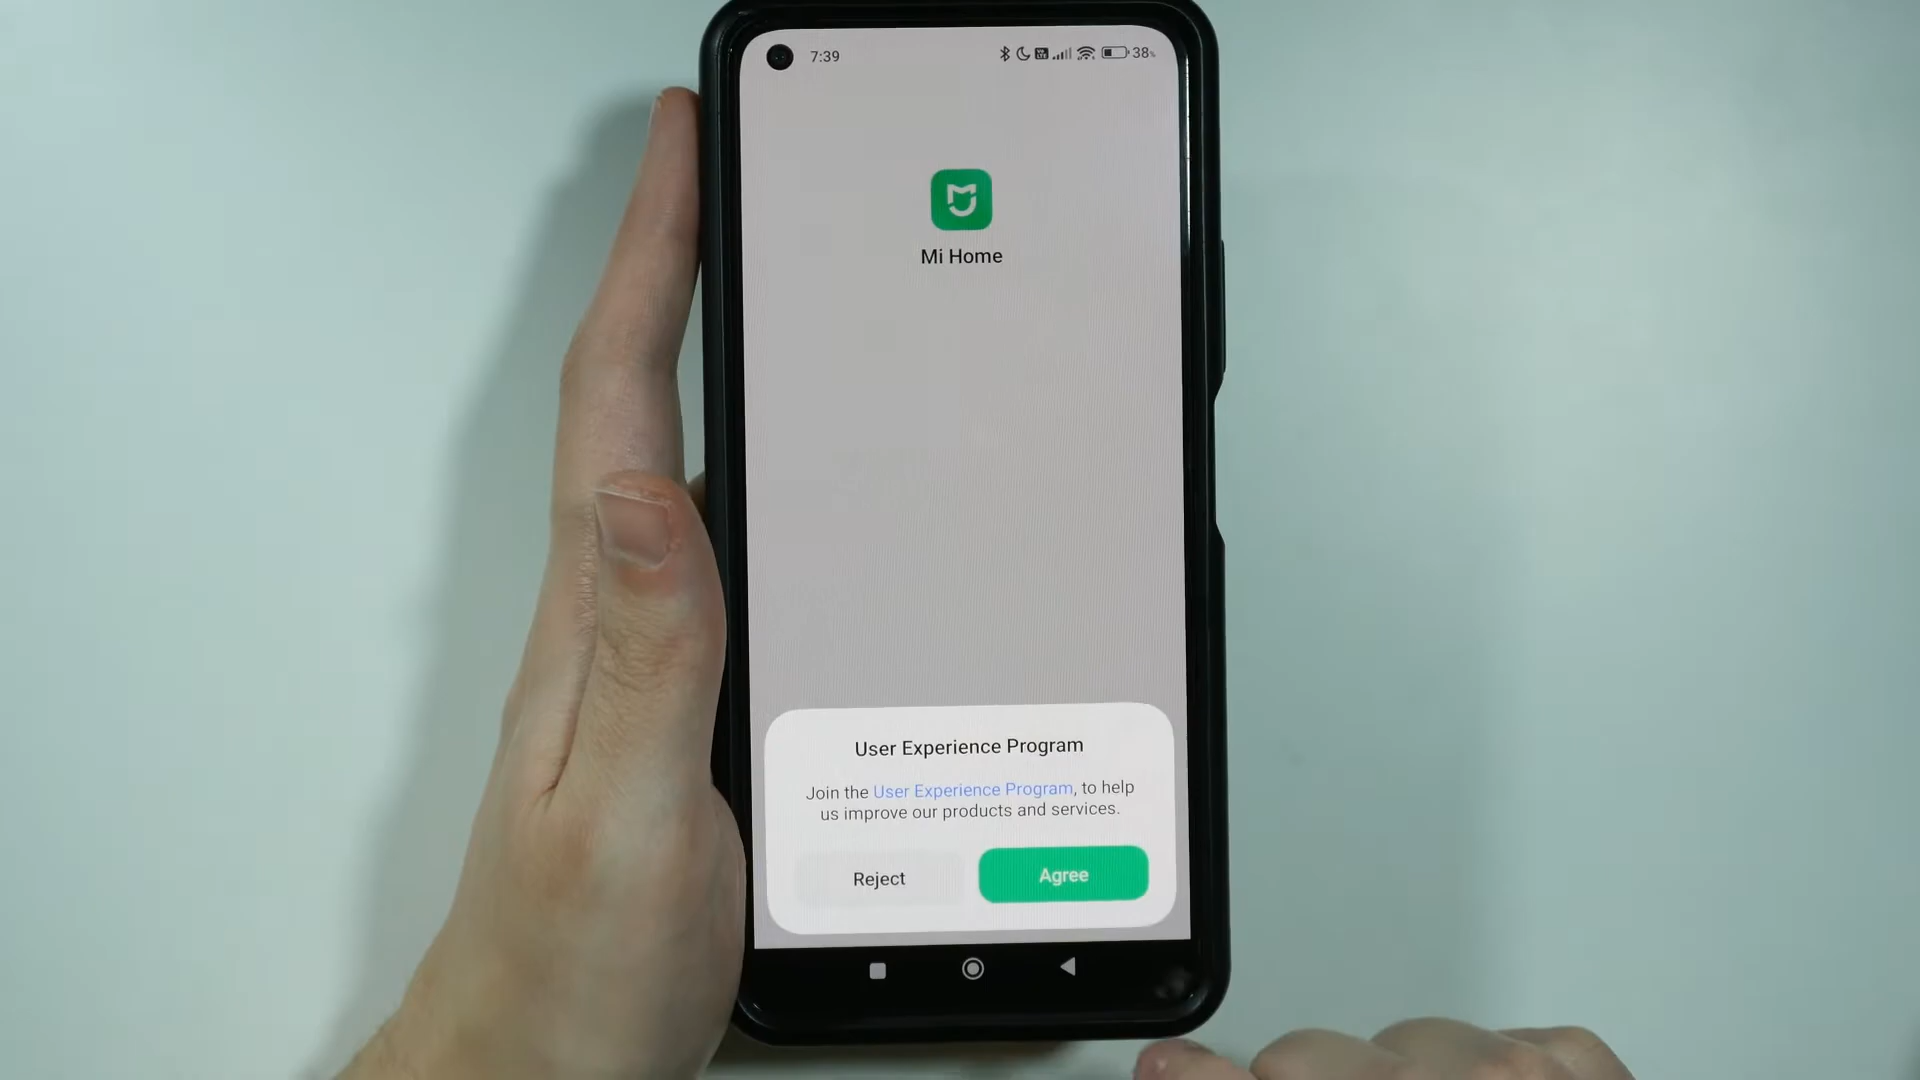 7:39
38%
Mi Home
User Experience Program
Join the User Experience Program, to help
us improve our products and services.
Reject
Agree